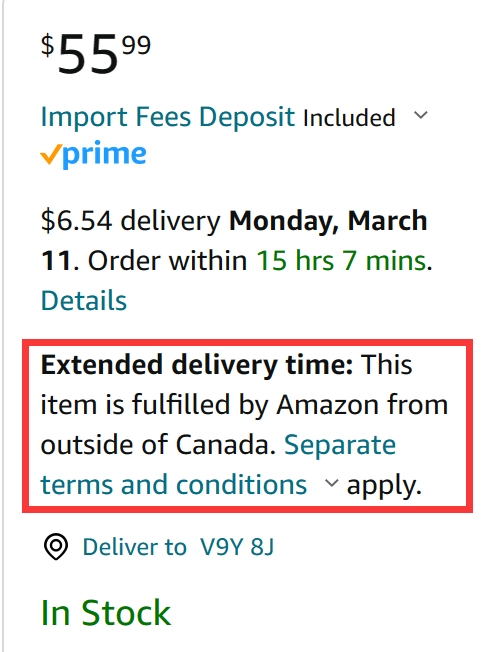 $55.99
Import Fees Deposit Included
prime
$6.54 delivery Monday, March
11. Order within 15 hrs 7 mins.
Details
Extended delivery time: This
item is fulfilled by Amazon from
outside of Canada. Separate
terms and conditions apply.
Deliver to V9Y 8J
In Stock